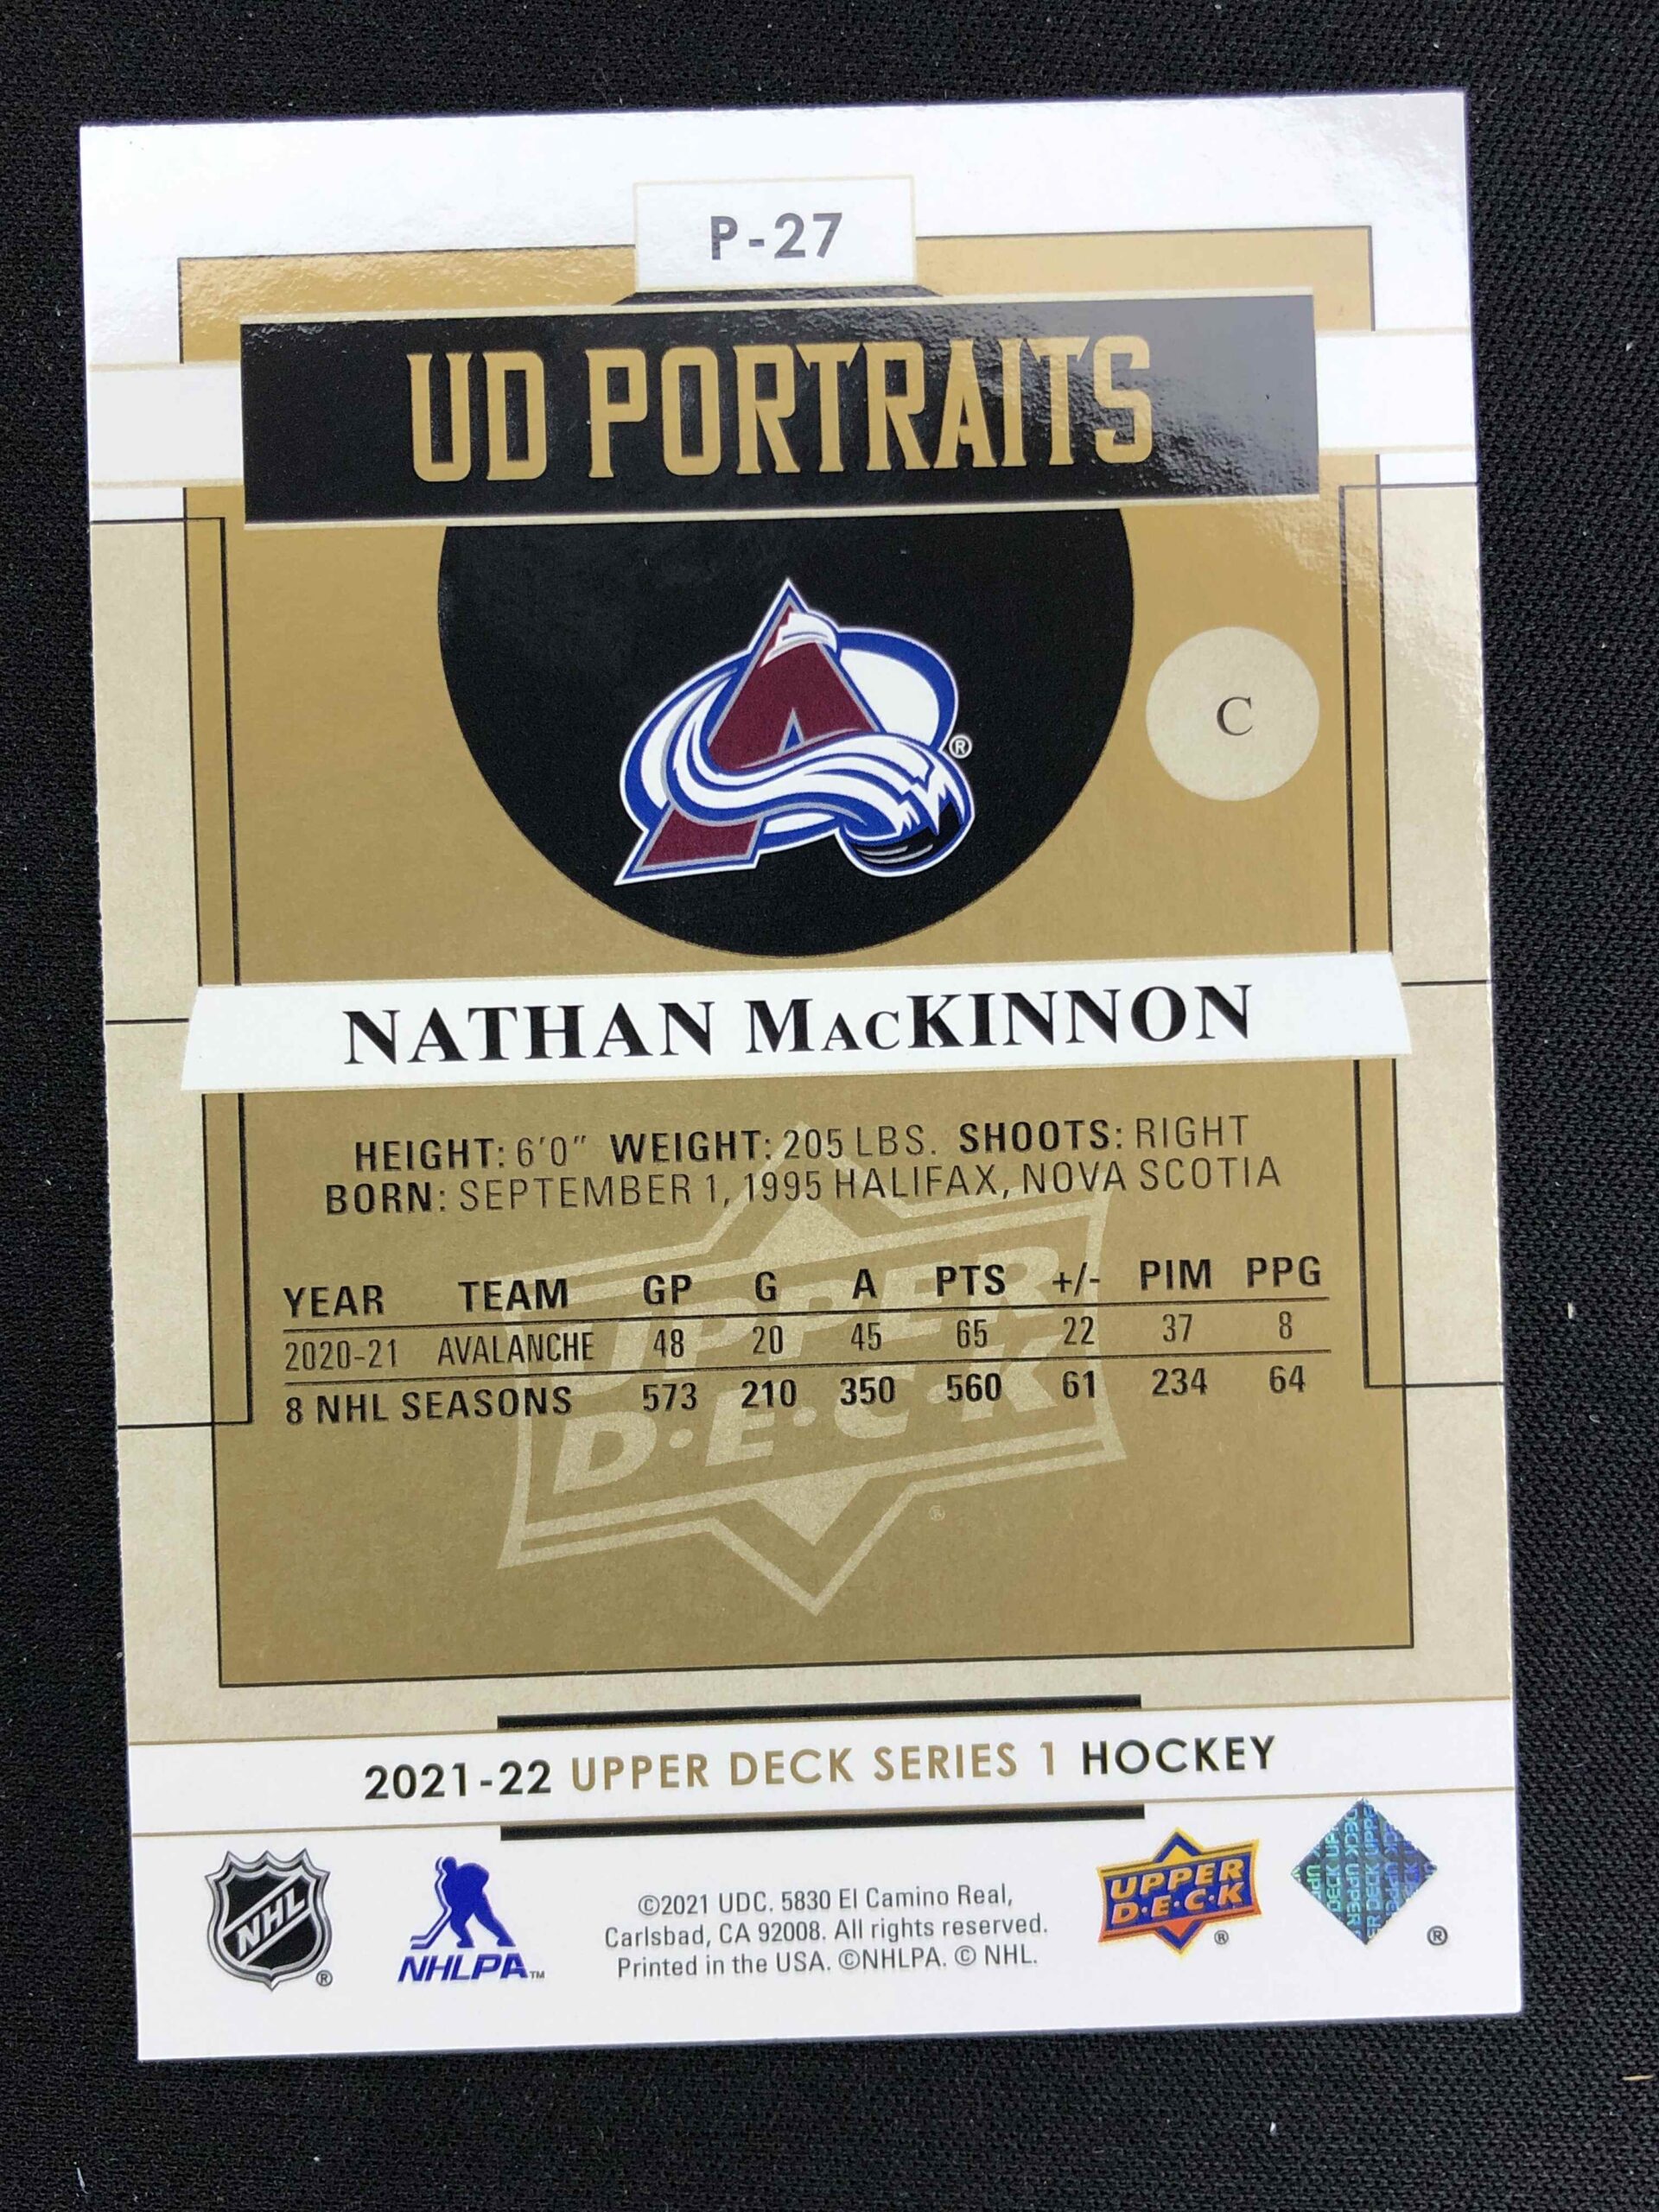 P-27
UD PORTRAITS
®
C
NATHAN MacKINNON
HEIGHT: 6'0" WEIGHT: 205 LBS. SHOOTS: RIGHT
BORN: SEPTEMBER 1, 1995 HALIFAX, NOVA SCOTIA
YEAR TEAM GP G A PTS +/- PIM PPG
2020-21 AVALANCHE 48 20 45 65 22 37 8
8 NHL SEASONS 573 210 350 560 61 234 64
UPPER
D·E·C·K
®
2021-22 UPPER DECK SERIES 1 HOCKEY
NHL ®
NHLPA™
©2021 UDC. 5830 El Camino Real,
Carlsbad, CA 92008. All rights reserved.
Printed in the USA. ©NHLPA. © NHL.
UPPER
D·E·C·K
®
®